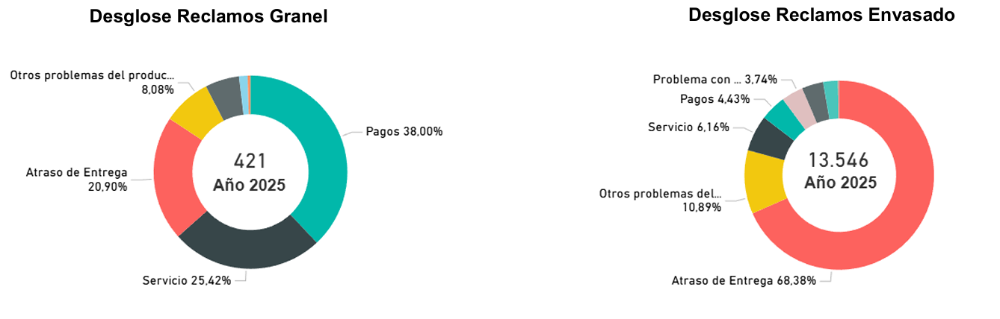 Desglose Reclamos Granel
Otros problemas del produc...
8,08%
Pagos 38,00%
421
Año 2025
Atraso de Entrega
20,90%
Servicio 25,42%
Desglose Reclamos Envasado
Problema con ... 3,74%
Pagos 4,43%
Servicio 6,16%
13.546
Año 2025
Otros problemas del...
10,89%
Atraso de Entrega 68,38%